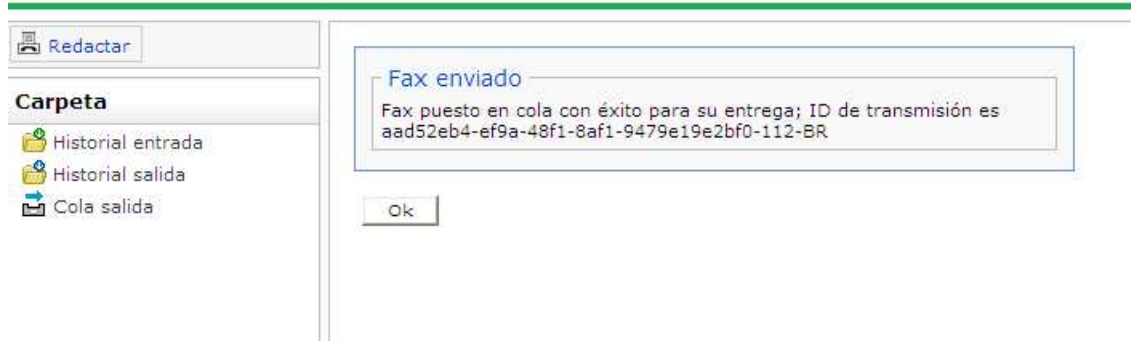 Redactar
Carpeta
Historial entrada
Historial salida
Cola salida
Fax enviado
Fax puesto en cola con éxito para su entrega; ID de transmisión es
aad52eb4-ef9a-48f1-8af1-9479e19e2bf0-112-BR
Ok